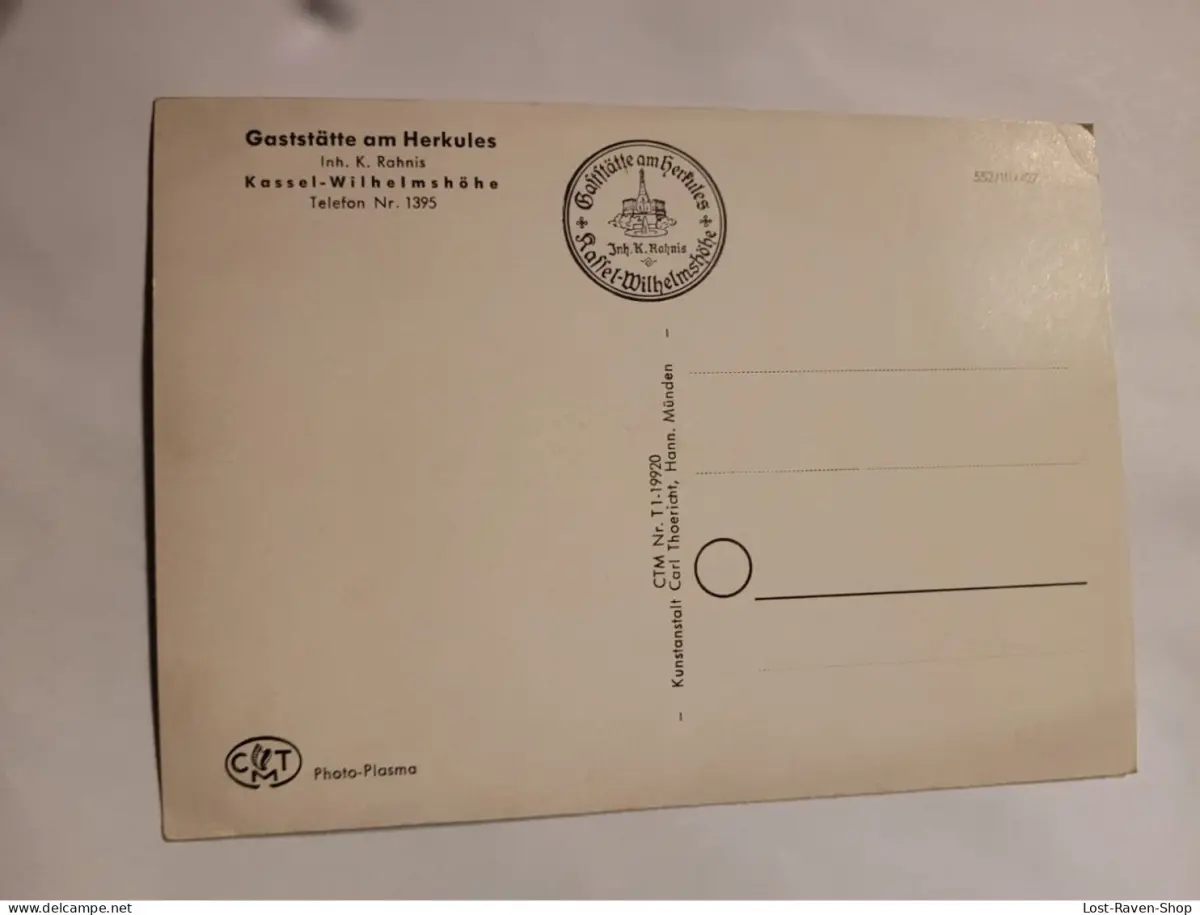 Gaststätte am Herkules
Inh. K. Rahnis
Kassel-Wilhelmshöhe
Telefon Nr. 1395
Gaststätte am Herkules
Inh. K. Rahnis
Kassel-Wilhelmshöhe
CTM Nr. T1-19920
Kunstanstalt Carl Thoericht, Hann. Münden
CMT
Photo-Plasma
www.delcampe.net
Lost-Raven-Shop